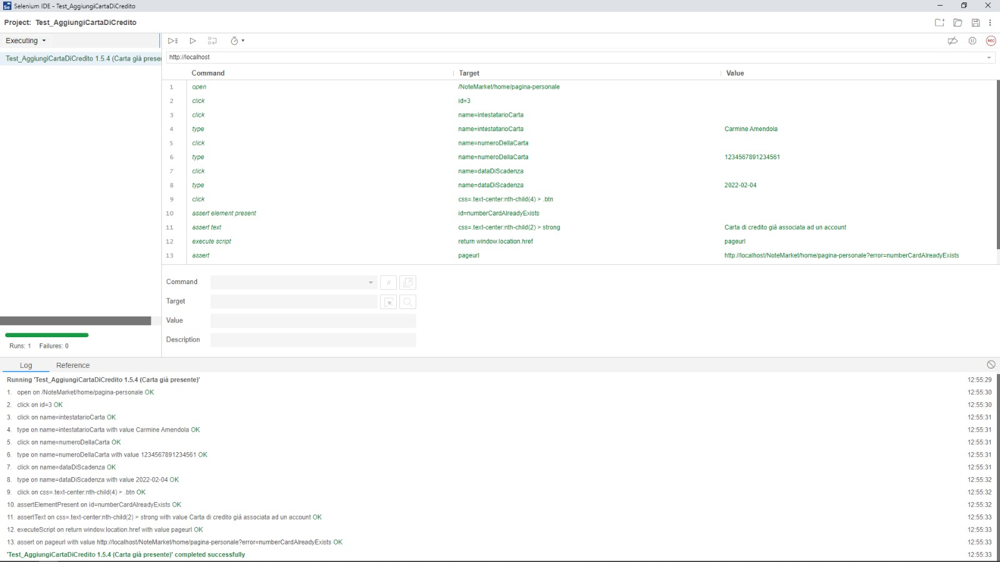 Selenium IDE - Test_AggiungiCartaDiCredito
Project: Test_AggiungiCartaDiCredito
Executing
REC
Test_AggiungiCartaDiCredito 1.5.4 (Carta già prese
http://localhost
Command Target Value
1 open /NoteMarket/home/pagina-personale
2 click id=3
3 click name=intestatarioCarta
4 type name=intestatarioCarta Carmine Amendola
5 click name=numeroDellaCarta
6 type name=numeroDellaCarta 1234567891234561
7 click name=dataDiScadenza
8 type name=dataDiScadenza 2022-02-04
9 click css=.text-center:nth-child(4) > .btn
10 assert element present id=numberCardAlreadyExists
11 assert text css=.text-center:nth-child(2) > strong Carta di credito già associata ad un account
12 execute script return window.location.href pageurl
13 assert pageurl http://localhost/NoteMarket/home/pagina-personale?error=numberCardAlreadyExists
Command //
Target
Value
Description
Runs: 1 Failures: 0
Log Reference
Running 'Test_AggiungiCartaDiCredito 1.5.4 (Carta già presente)' 12:55:29
1. open on /NoteMarket/home/pagina-personale OK 12:55:30
2. click on id=3 OK 12:55:30
3. click on name=intestatarioCarta OK 12:55:31
4. type on name=intestatarioCarta with value Carmine Amendola OK 12:55:31
5. click on name=numeroDellaCarta OK 12:55:31
6. type on name=numeroDellaCarta with value 1234567891234561 OK 12:55:31
7. click on name=dataDiScadenza OK 12:55:31
8. type on name=dataDiScadenza with value 2022-02-04 OK 12:55:32
9. click on css=.text-center:nth-child(4) > .btn OK 12:55:32
10. assertElementPresent on id=numberCardAlreadyExists OK 12:55:32
11. assertText on css=.text-center:nth-child(2) > strong with value Carta di credito già associata ad un account OK 12:55:33
12. executeScript on return window.location.href with value pageurl OK 12:55:33
13. assert on pageurl with value http://localhost/NoteMarket/home/pagina-personale?error=numberCardAlreadyExists OK 12:55:33
'Test_AggiungiCartaDiCredito 1.5.4 (Carta già presente)' completed successfully 12:55:33